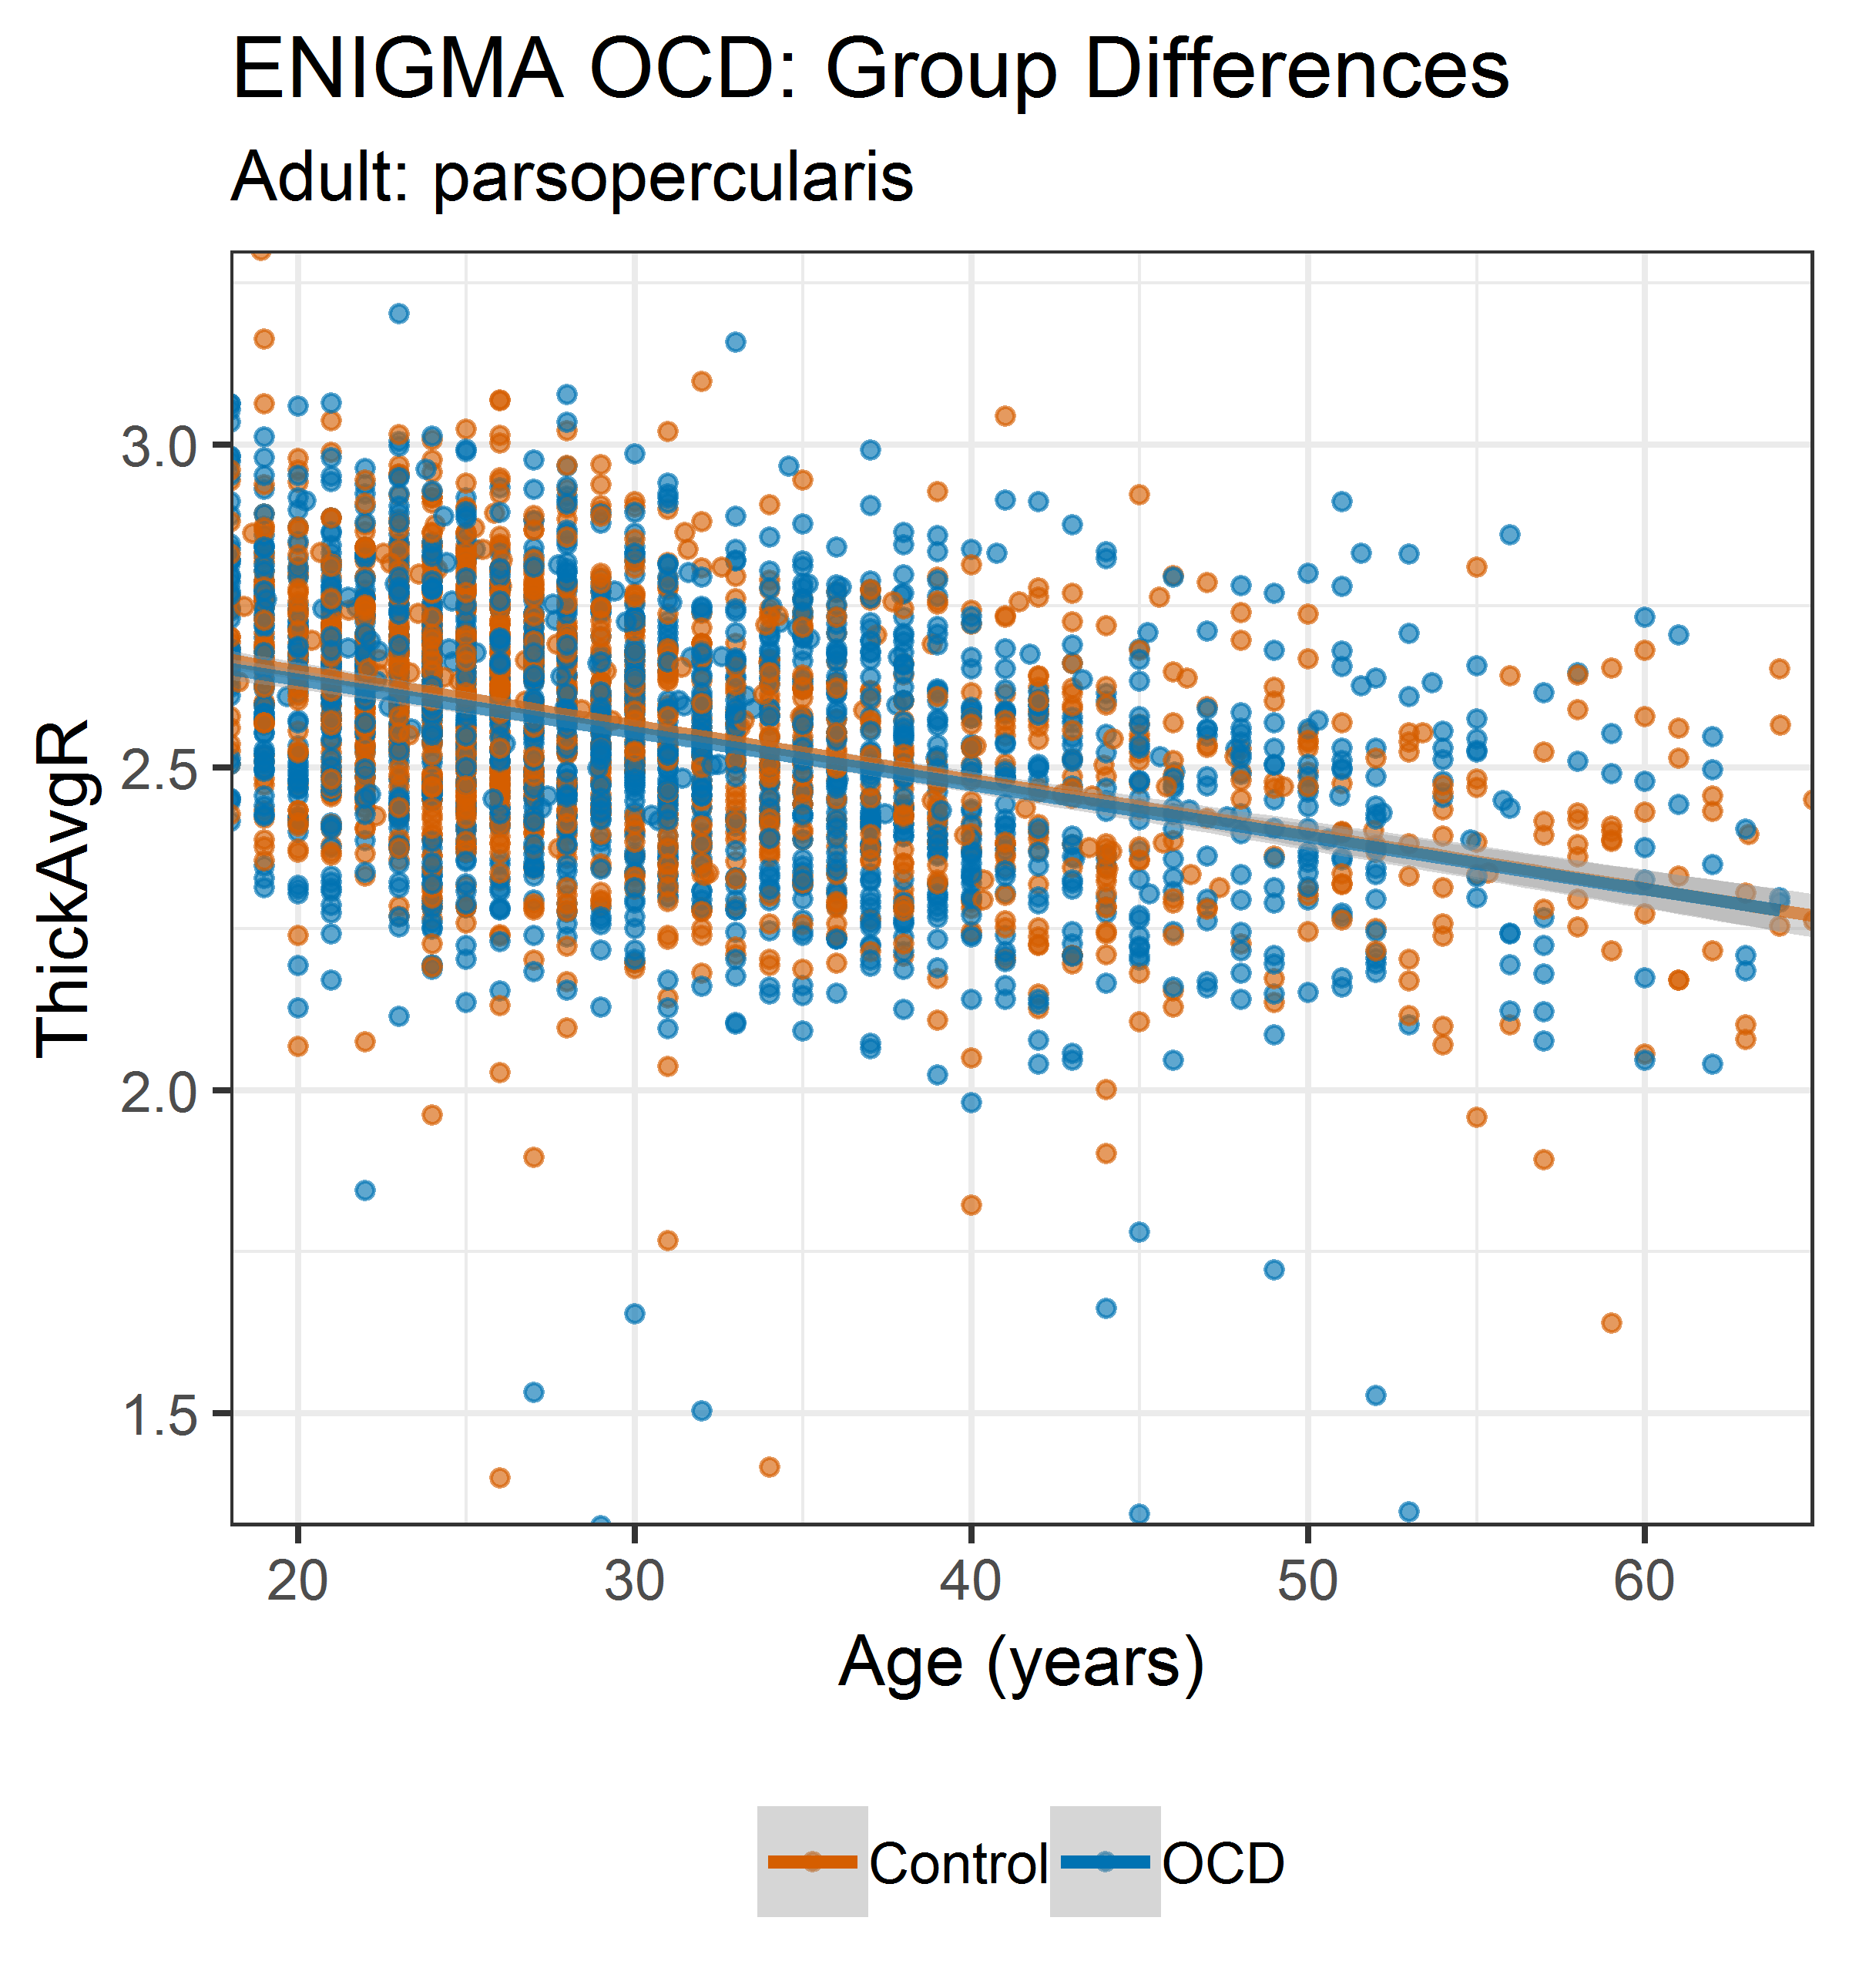 ENIGMA OCD: Group Differences
Adult: parsopercularis
ThickAvgR
3.0
2.5
2.0
1.5
20 30 40 50 60
Age (years)
Control OCD